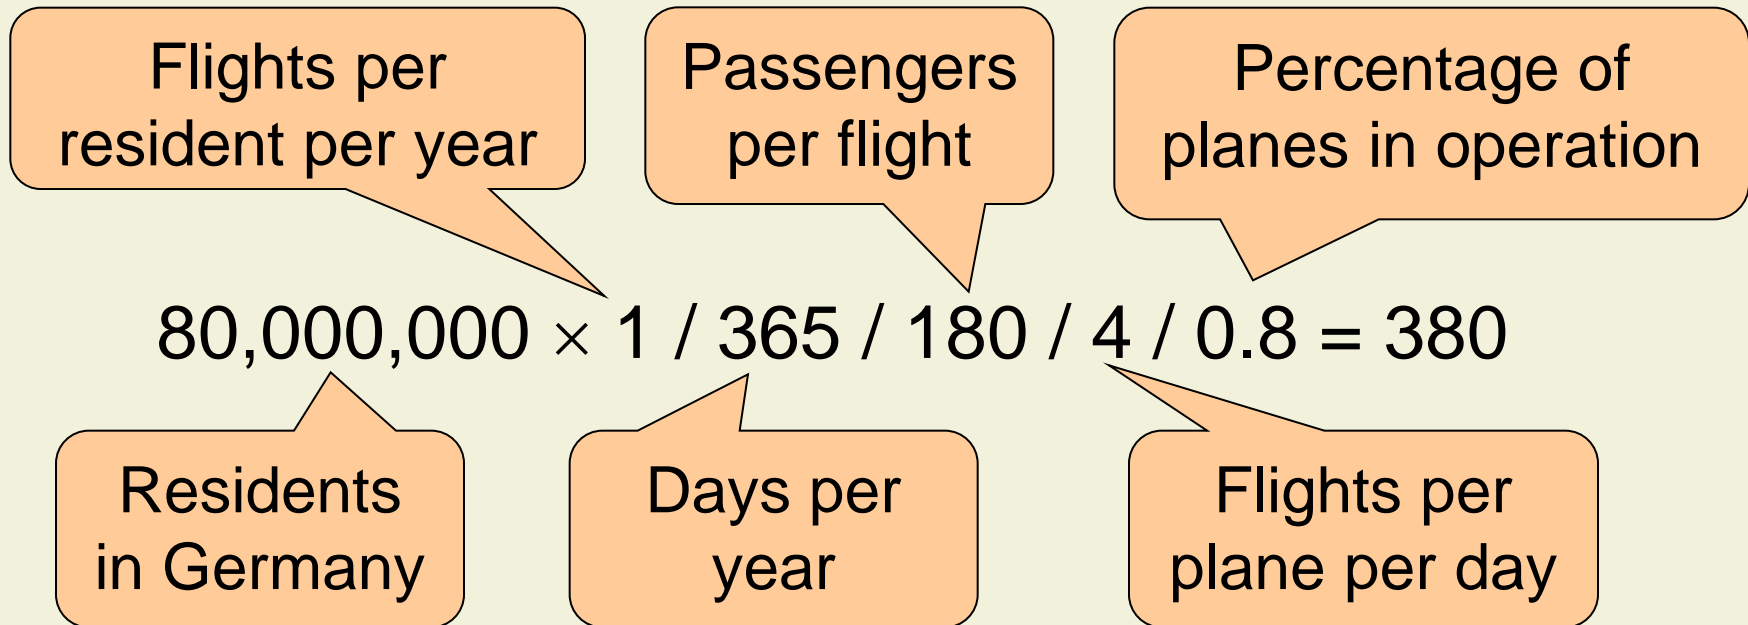 Flights per
resident per year
Passengers
per flight
Percentage of
planes in operation
80,000,000 × 1 / 365 / 180 / 4 / 0.8 = 380
Residents
in Germany
Days per
year
Flights per
plane per day